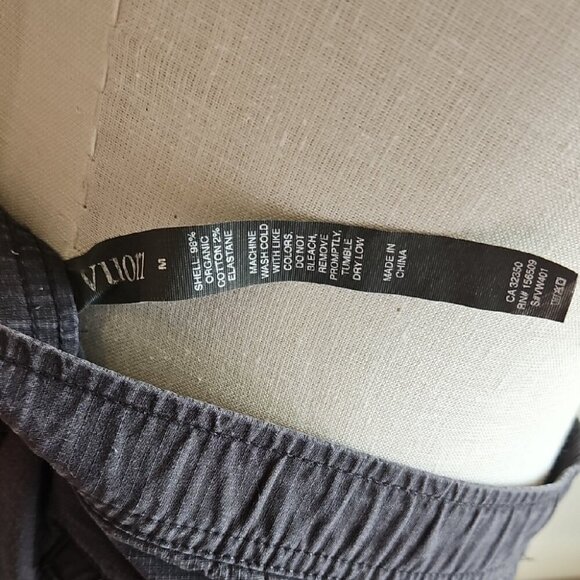 M
SHELL: 98%
ORGANIC
COTTON 2%
ELASTANE
MACHINE
WASH COLD
WITH LIKE
COLORS, DO NOT
BLEACH,
REMOVE
PROMPTLY.
TUMBLE
DRY LOW
MADE IN
CHINA
CA 32350
RN# 156509
S#VW401